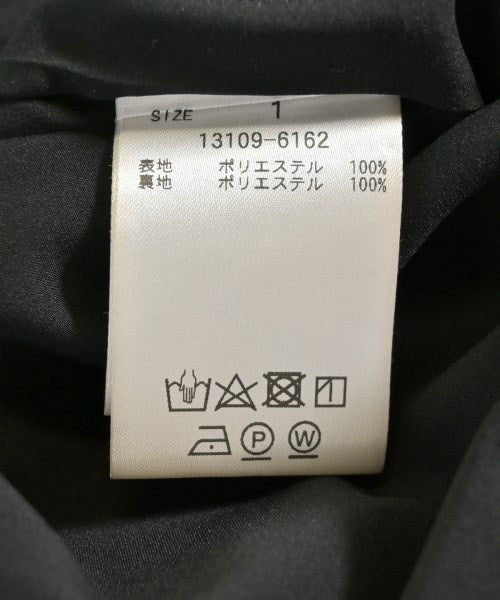 SIZE 1
13109-6162
表地 ポリエステル 100%
裏地 ポリエステル 100%
P W